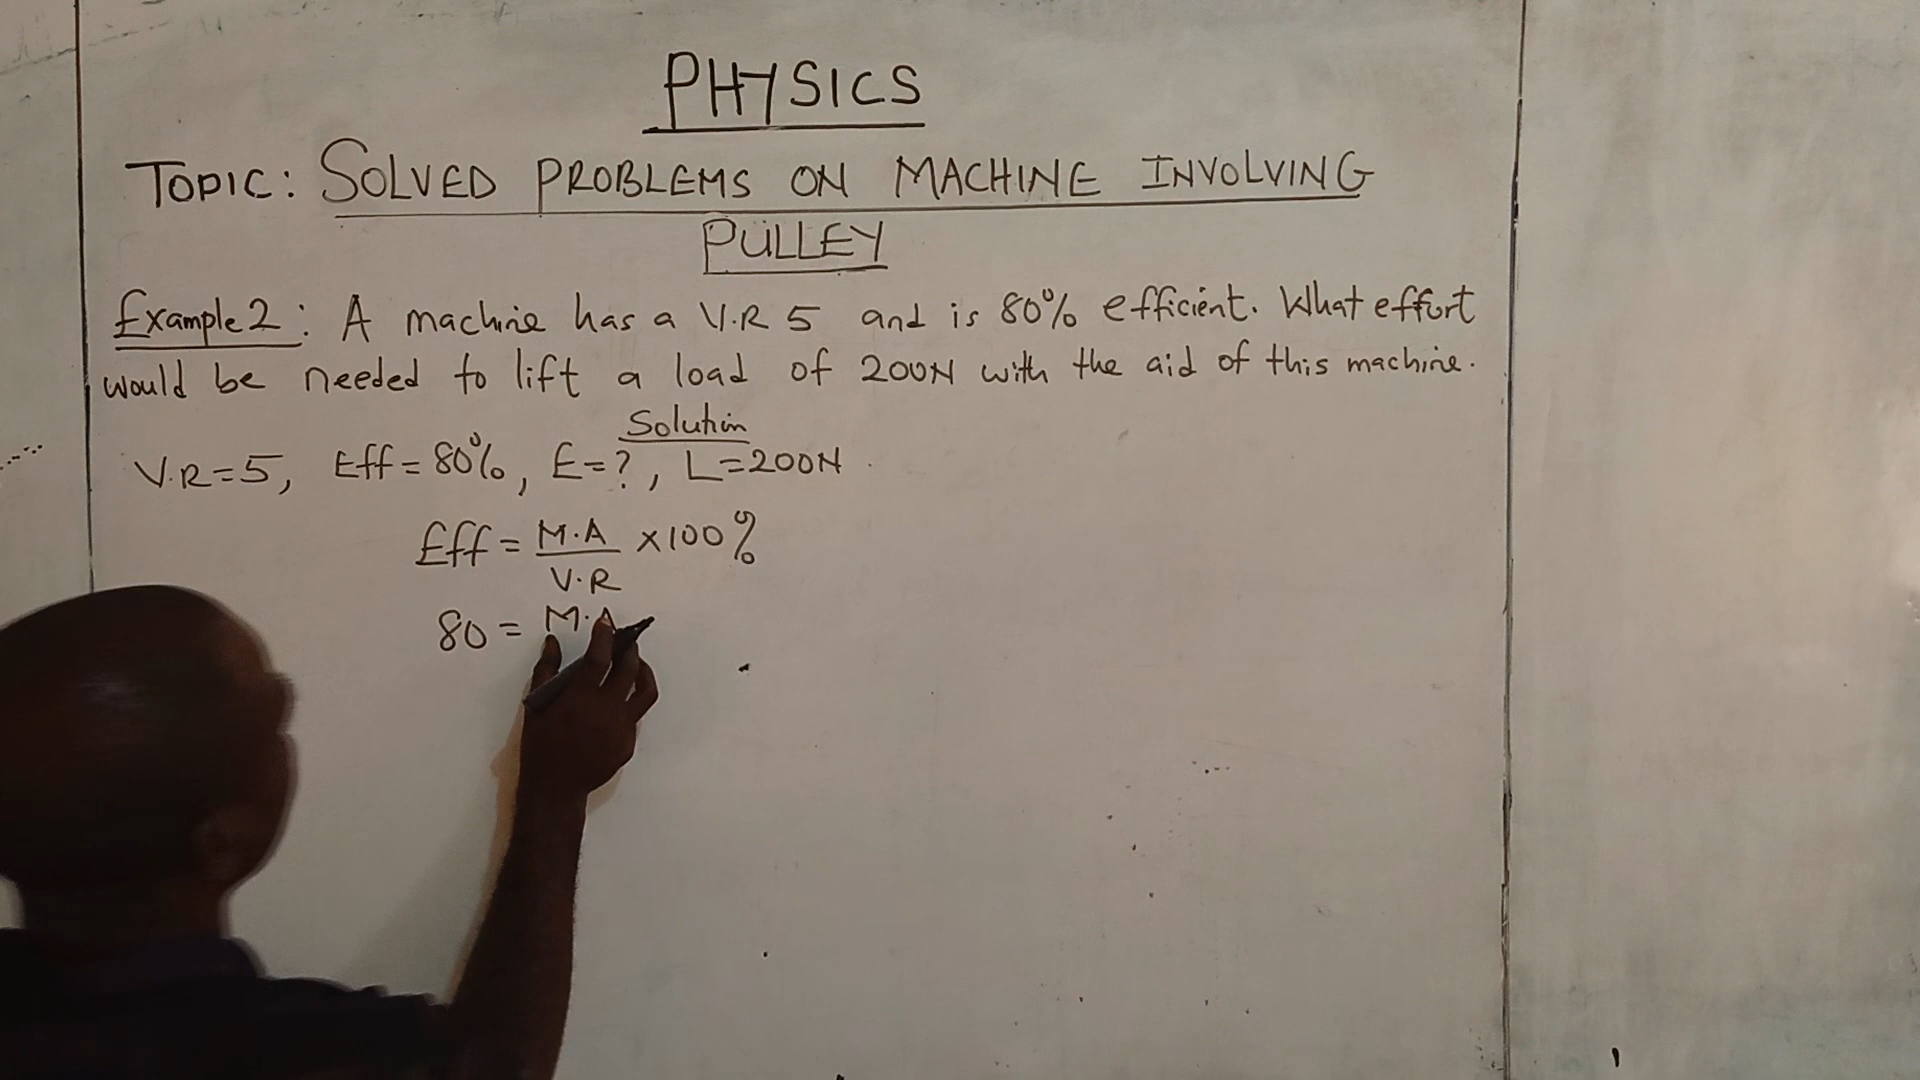 PHYSICS
TOPIC: SOLVED PROBLEMS ON MACHINE INVOLVING
PULLEY
Example 2: A machine has a V.R 5 and is 80% efficient. What effort
would be needed to lift a load of 200N with the aid of this machine.
Solution
V.R=5, Eff=80%, E=?, L=200N
Eff = M.A/V.R ×100%
80 = M.A